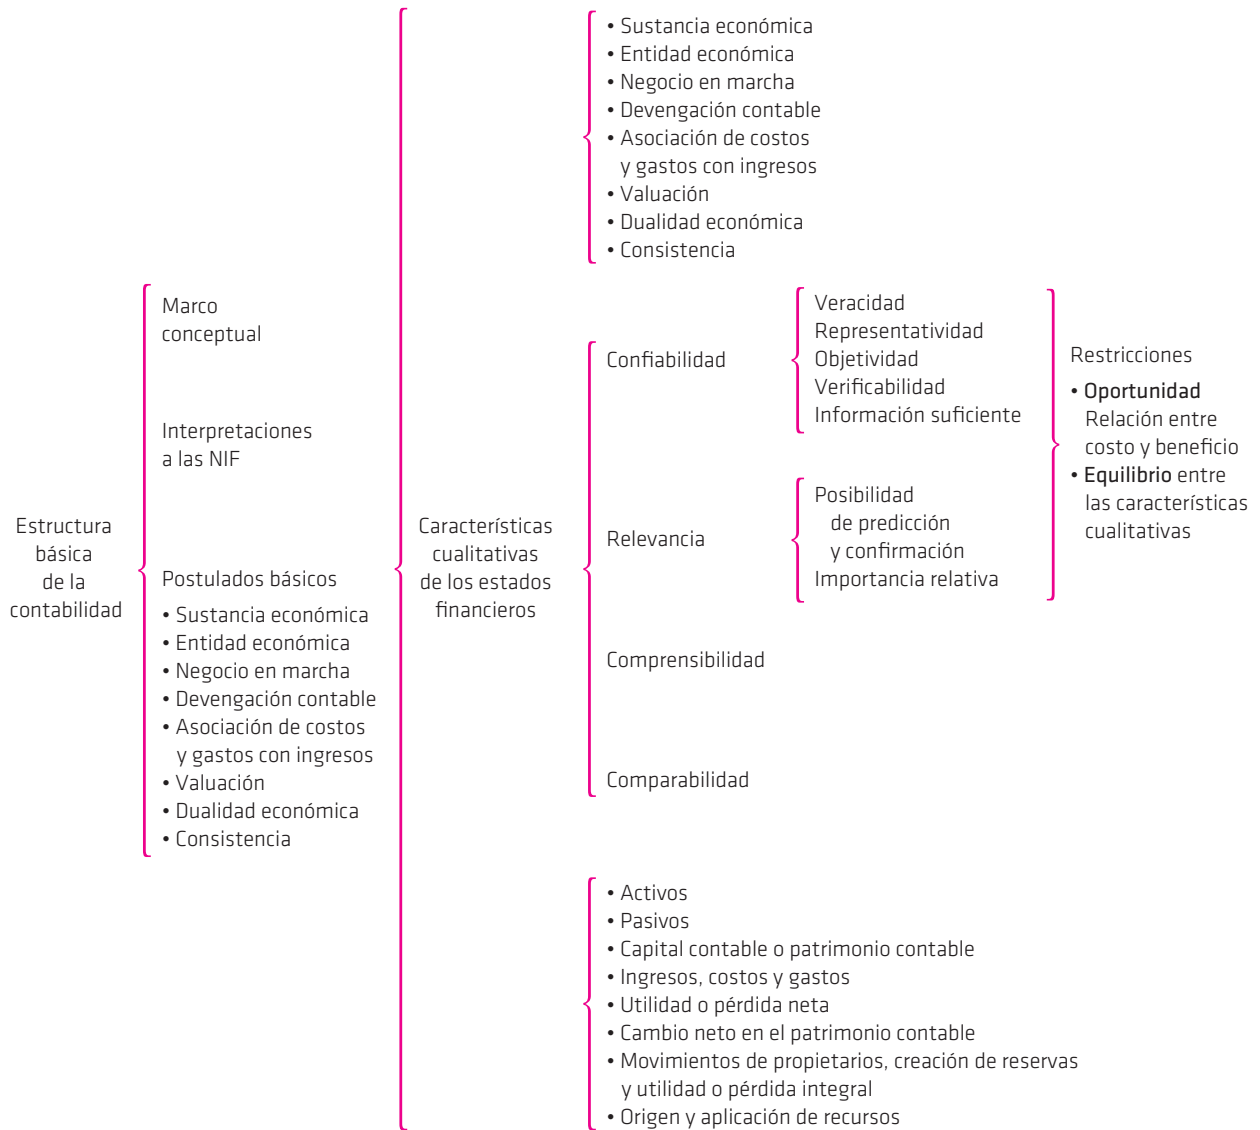 Estructura
básica
de la
contabilidad
Marco
conceptual
Interpretaciones
a las NIF
Postulados básicos
• Sustancia económica
• Entidad económica
• Negocio en marcha
• Devengación contable
• Asociación de costos
y gastos con ingresos
• Valuación
• Dualidad económica
• Consistencia
Características
cualitativas
de los estados
financieros
• Sustancia económica
• Entidad económica
• Negocio en marcha
• Devengación contable
• Asociación de costos
y gastos con ingresos
• Valuación
• Dualidad económica
• Consistencia
Confiabilidad
Veracidad
Representatividad
Objetividad
Verificabilidad
Información suficiente
Relevancia
Posibilidad
de predicción
y confirmación
Importancia relativa
Restricciones
• Oportunidad
Relación entre
costo y beneficio
• Equilibrio entre
las características
cualitativas
Comprensibilidad
Comparabilidad
• Activos
• Pasivos
• Capital contable o patrimonio contable
• Ingresos, costos y gastos
• Utilidad o pérdida neta
• Cambio neto en el patrimonio contable
• Movimientos de propietarios, creación de reservas
y utilidad o pérdida integral
• Origen y aplicación de recursos